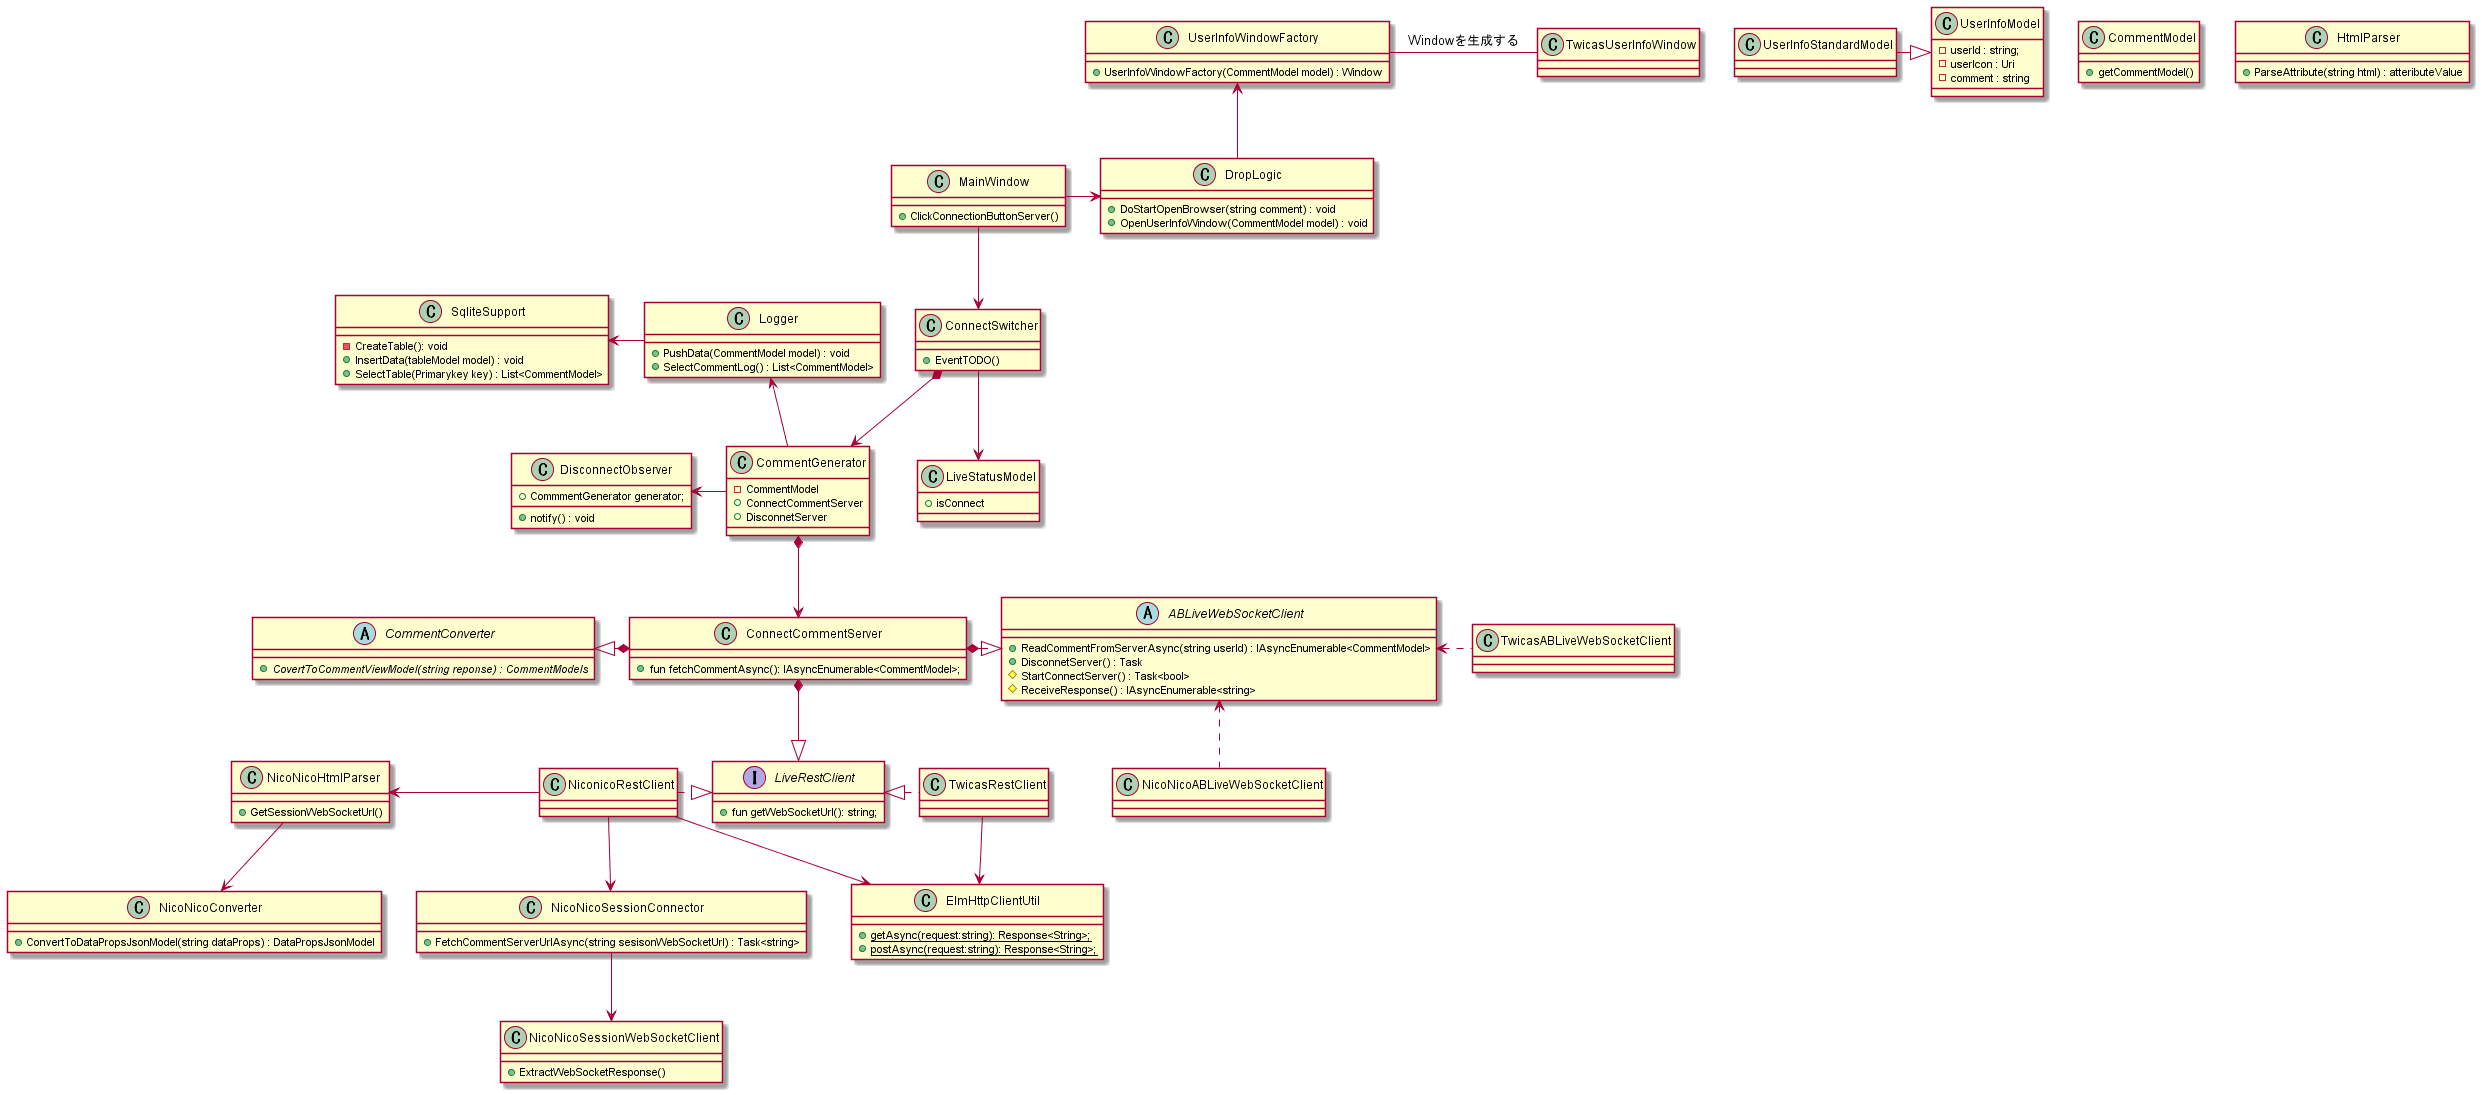 C UserInfoWindowFactory
UserInfoWindowFactory(CommentModel model) : Window
Windowを生成する
C TwicasUserInfoWindow
C UserInfoStandardModel
C UserInfoModel
userId : string;
userIcon : Uri
comment : string
C CommentModel
getCommentModel()
C HtmlParser
ParseAttribute(string html) : atteributeValue
C MainWindow
ClickConnectionButtonServer()
C DropLogic
DoStartOpenBrowser(string comment) : void
OpenUserInfoWindow(CommentModel model) : void
C SqliteSupport
CreateTable(): void
InsertData(tableModel model) : void
SelectTable(Primarykey key) : List<CommentModel>
C Logger
PushData(CommentModel model) : void
SelectCommentLog() : List<CommentModel>
C ConnectSwitcher
EventTODO()
C DisconnectObserver
CommmentGenerator generator;
notify() : void
C CommentGenerator
CommentModel
ConnectCommentServer
DisconnetServer
C LiveStatusModel
isConnect
A CommentConverter
CovertToCommentViewModel(string reponse) : CommentModels
C ConnectCommentServer
fun fetchCommentAsync(): IAsyncEnumerable<CommentModel>;
A ABLiveWebSocketClient
ReadCommentFromServerAsync(string userId) : IAsyncEnumerable<CommentModel>
DisconnetServer() : Task
StartConnectServer() : Task<bool>
ReceiveResponse() : IAsyncEnumerable<string>
C TwicasABLiveWebSocketClient
C NicoNicoHtmlParser
GetSessionWebSocketUrl()
C NiconicoRestClient
I LiveRestClient
fun getWebSocketUrl(): string;
C TwicasRestClient
C NicoNicoABLiveWebSocketClient
C NicoNicoConverter
ConvertToDataPropsJsonModel(string dataProps) : DataPropsJsonModel
C NicoNicoSessionConnector
FetchCommentServerUrlAsync(string sesisonWebSocketUrl) : Task<string>
C ElmHttpClientUtil
getAsync(request:string): Response<String>;
postAsync(request:string): Response<String>;
C NicoNicoSessionWebSocketClient
ExtractWebSocketResponse()